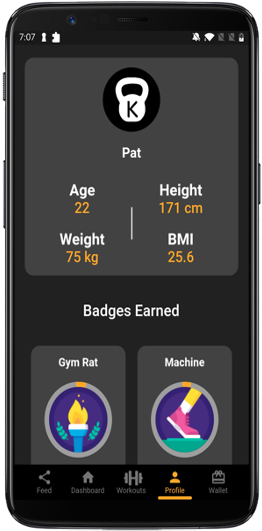 7:07
K
Pat
Age Height
22 171 cm
Weight BMI
75 kg 25.6
Badges Earned
Gym Rat Machine
Feed Dashboard Workouts Profile Wallet